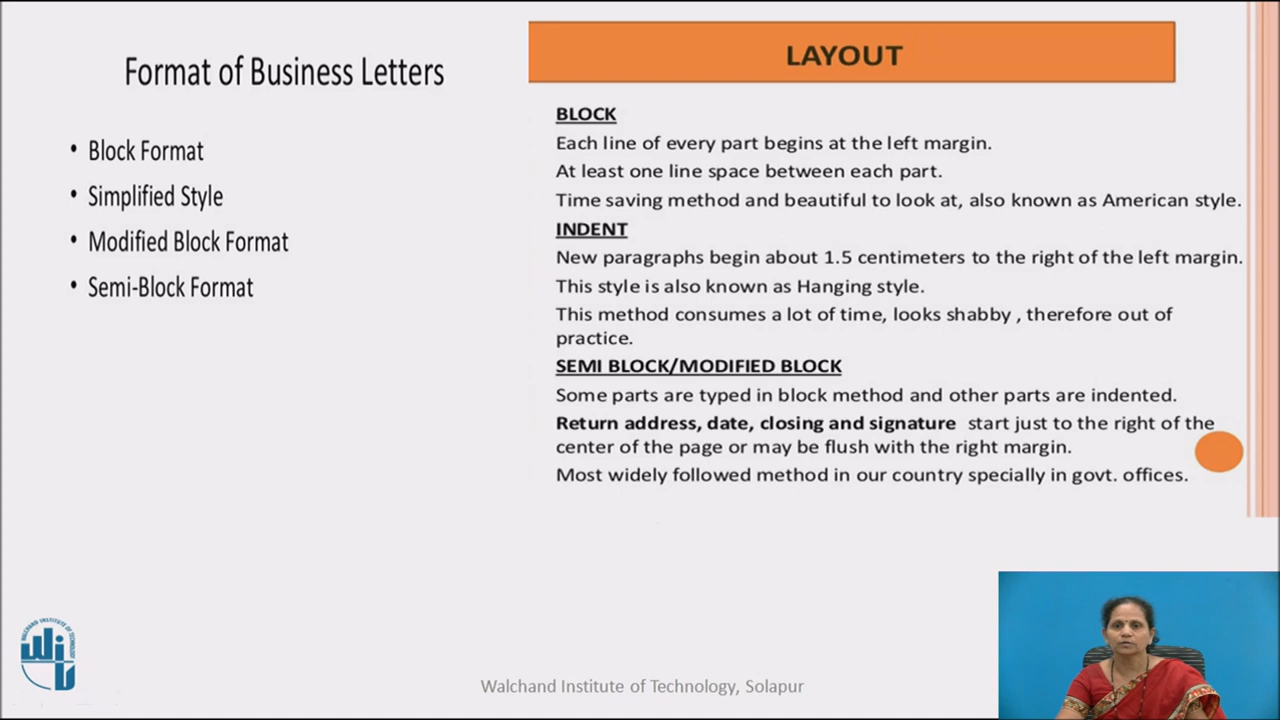 Format of Business Letters
• Block Format
• Simplified Style
• Modified Block Format
• Semi-Block Format
LAYOUT
BLOCK
Each line of every part begins at the left margin.
At least one line space between each part.
Time saving method and beautiful to look at, also known as American style.
INDENT
New paragraphs begin about 1.5 centimeters to the right of the left margin.
This style is also known as Hanging style.
This method consumes a lot of time, looks shabby , therefore out of
practice.
SEMI BLOCK/MODIFIED BLOCK
Some parts are typed in block method and other parts are indented.
Return address, date, closing and signature start just to the right of the
center of the page or may be flush with the right margin.
Most widely followed method in our country specially in govt. offices.
WALCHAND INSTITUTE OF TECHNOLOGY
WiT
Walchand Institute of Technology, Solapur